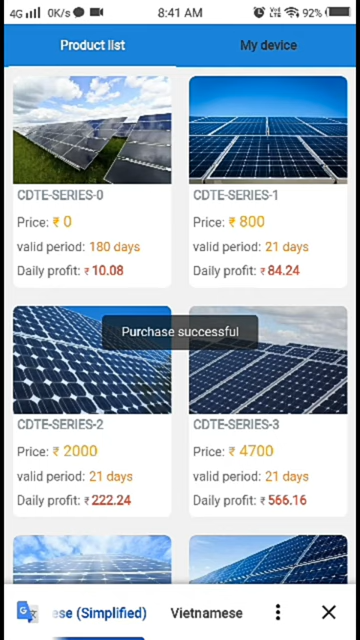 4G 0K/s 8:41 AM 92%
Product list My device
CDTE-SERIES-0
Price: ₹ 0
valid period: 180 days
Daily profit: ₹ 10.08
CDTE-SERIES-1
Price: ₹ 800
valid period: 21 days
Daily profit: ₹ 84.24
Purchase successful
CDTE-SERIES-2
Price: ₹ 2000
valid period: 21 days
Daily profit: ₹ 222.24
CDTE-SERIES-3
Price: ₹ 4700
valid period: 21 days
Daily profit: ₹ 566.16
ese (Simplified) Vietnamese